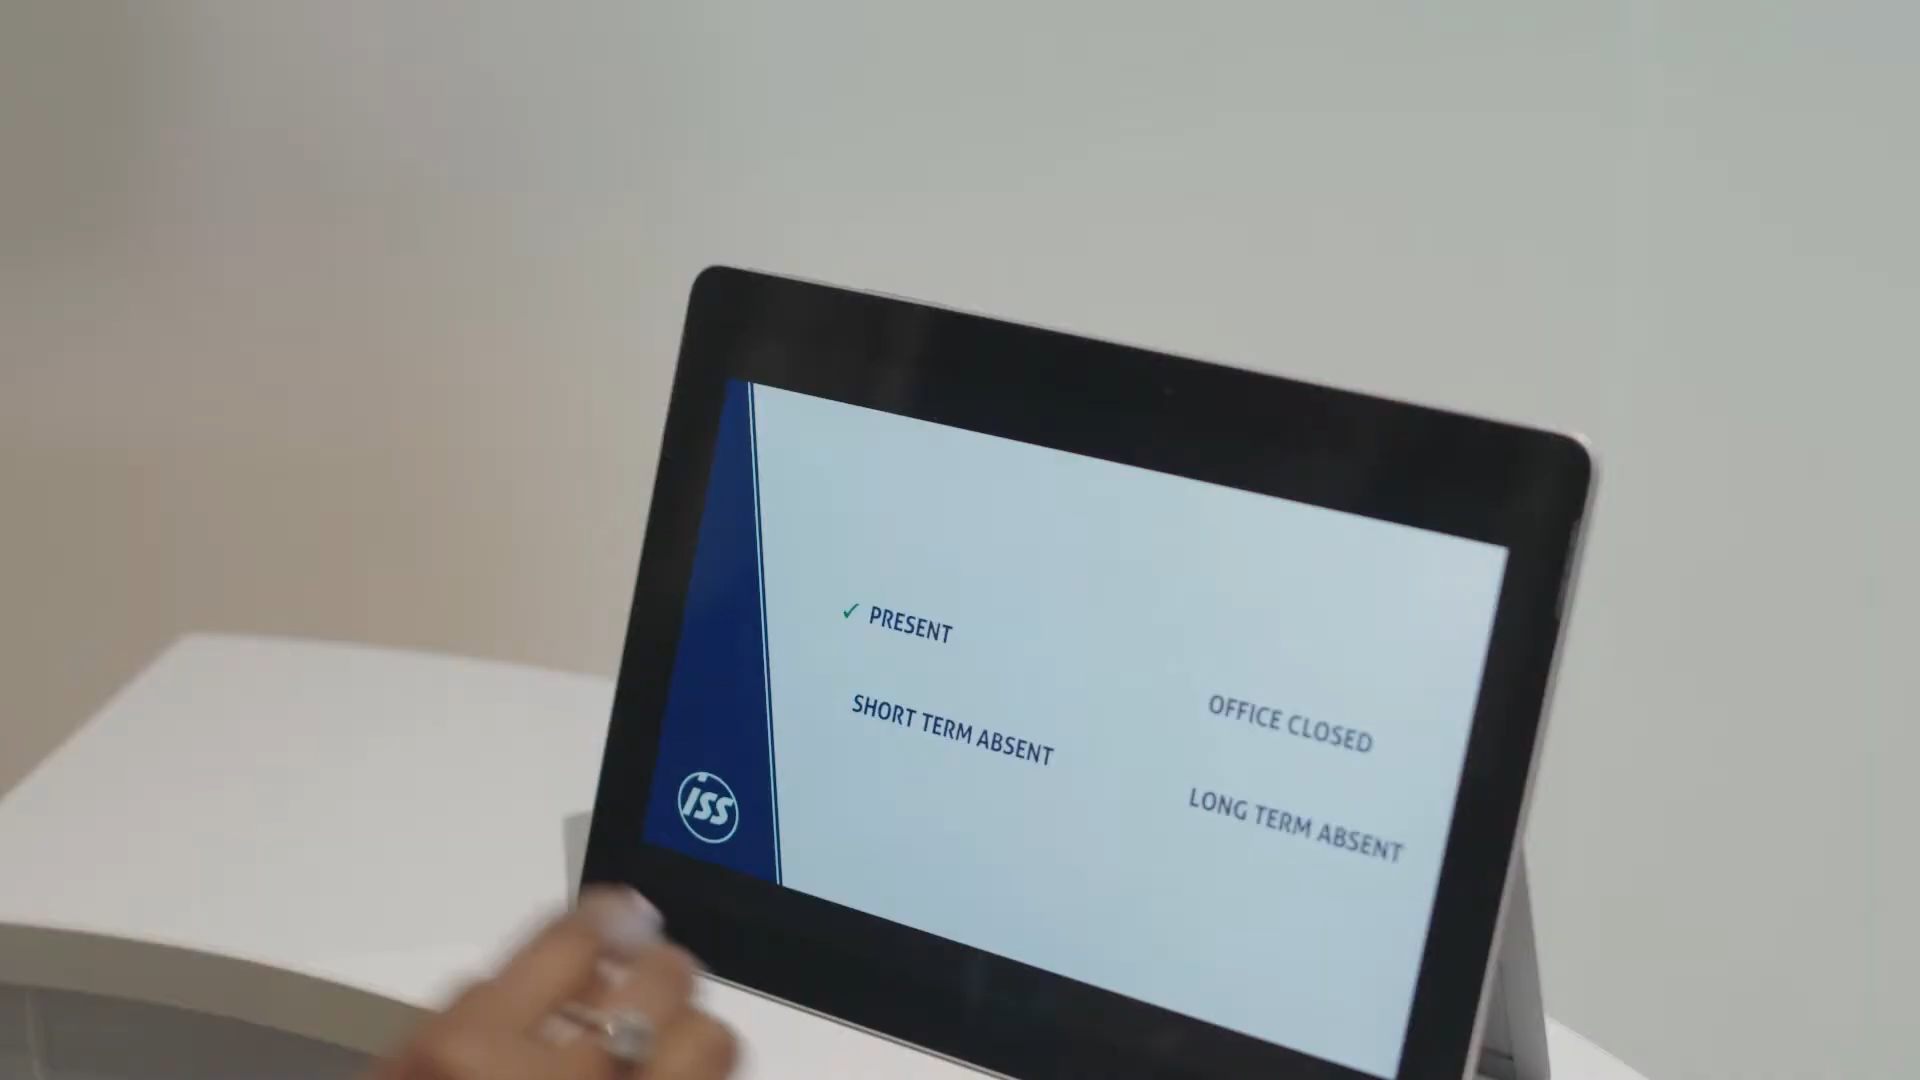 ✓ PRESENT
SHORT TERM ABSENT
OFFICE CLOSED
LONG TERM ABSENT
ISS